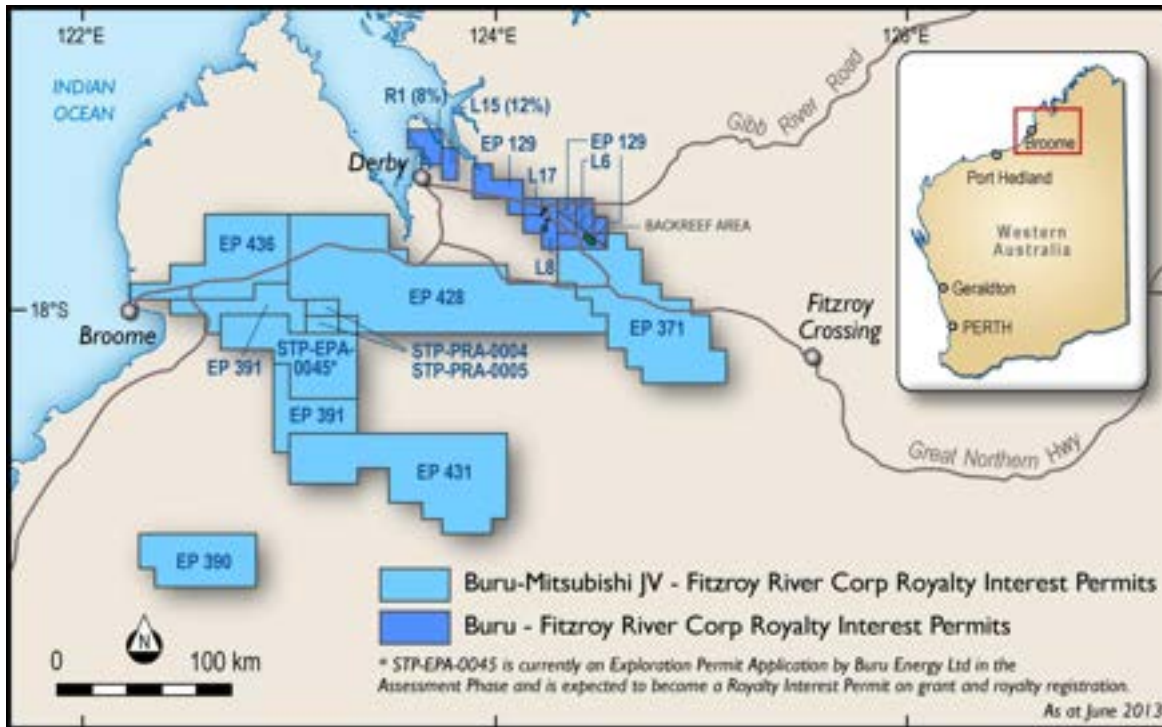 122°E
124°E
126°E
INDIAN
OCEAN
R1 (8%)
L15 (12%)
EP 129
EP 129
L6
L17
Derby
Gibb River Road
BACKREEF AREA
EP 436
L8
EP 428
18°S
Broome
EP 371
Fitzroy
Crossing
EP 391
STP-EPA-
0045*
STP-PRA-0004
STP-PRA-0005
EP 391
EP 431
Great Northern Hwy
EP 390
Broome
Port Hedland
Western
Australia
Geraldton
PERTH
N
0 100 km
Buru-Mitsubishi JV - Fitzroy River Corp Royalty Interest Permits
Buru - Fitzroy River Corp Royalty Interest Permits
* STP-EPA-0045 is currently an Exploration Permit Application by Buru Energy Ltd in the
Assessment Phase and is expected to become a Royalty Interest Permit on grant and royalty registration.
As at June 2013